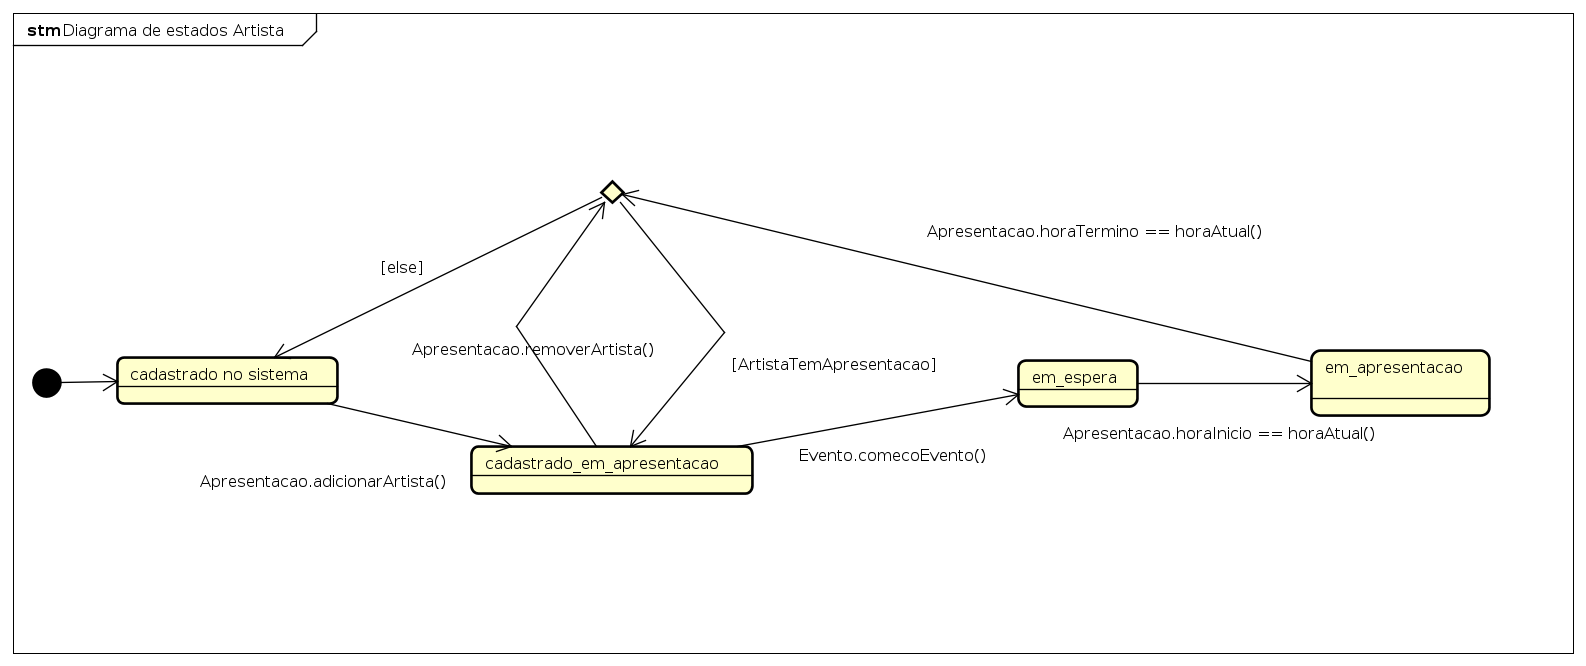 stm Diagrama de estados Artista
Apresentacao.horaTermino == horaAtual()
[else]
Apresentacao.removerArtista()
[ArtistaTemApresentacao]
cadastrado no sistema
em_espera
em_apresentacao
Apresentacao.horaInicio == horaAtual()
Evento.comecoEvento()
cadastrado_em_apresentacao
Apresentacao.adicionarArtista()